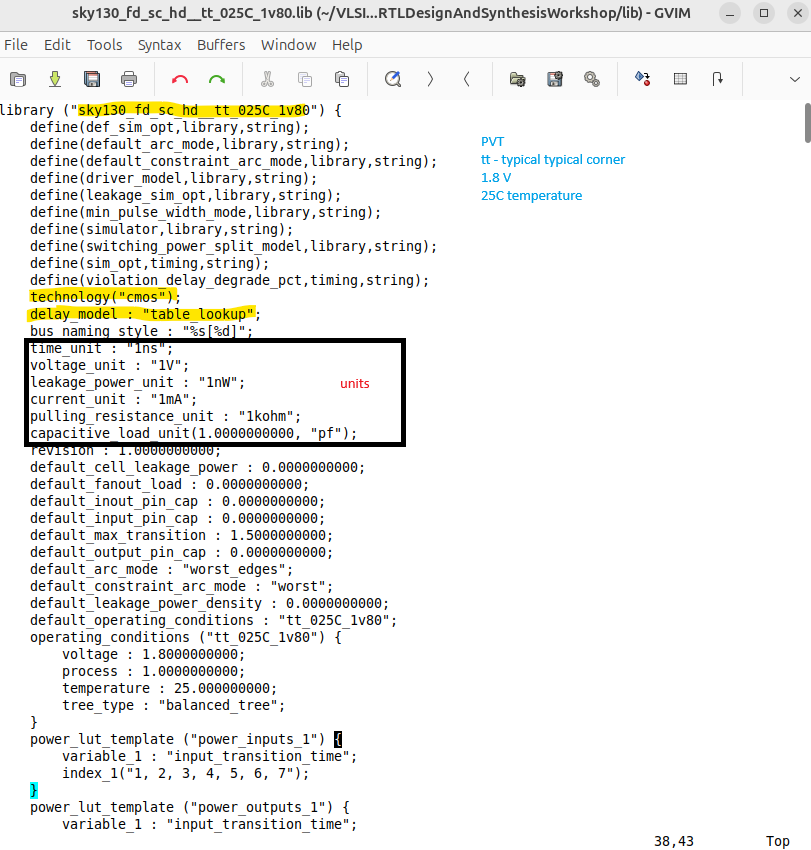 sky130_fd_sc_hd__tt_025C_1v80.lib (~/VLSI...RTLDesignAndSynthesisWorkshop/lib) - GVIM
File Edit Tools Syntax Buffers Window Help
library ("sky130_fd_sc_hd__tt_025C_1v80") {
define(def_sim_opt,library,string);
define(default_arc_mode,library,string);
define(default_constraint_arc_mode,library,string);
define(driver_model,library,string);
define(leakage_sim_opt,library,string);
define(min_pulse_width_mode,library,string);
define(simulator,library,string);
define(switching_power_split_model,library,string);
define(sim_opt,timing,string);
define(violation_delay_degrade_pct,timing,string);
technology("cmos");
delay_model : "table_lookup";
bus_naming_style : "%s[%d]";
time_unit : "1ns";
voltage_unit : "1V";
leakage_power_unit : "1nW";
current_unit : "1mA";
pulling_resistance_unit : "1kohm";
capacitive_load_unit(1.0000000000, "pf");
revision : 1.0000000000;
default_cell_leakage_power : 0.0000000000;
default_fanout_load : 0.0000000000;
default_inout_pin_cap : 0.0000000000;
default_input_pin_cap : 0.0000000000;
default_max_transition : 1.5000000000;
default_output_pin_cap : 0.0000000000;
default_arc_mode : "worst_edges";
default_constraint_arc_mode : "worst";
default_leakage_power_density : 0.0000000000;
default_operating_conditions : "tt_025C_1v80";
operating_conditions ("tt_025C_1v80") {
voltage : 1.8000000000;
process : 1.0000000000;
temperature : 25.000000000;
tree_type : "balanced_tree";
}
power_lut_template ("power_inputs_1") {
variable_1 : "input_transition_time";
index_1("1, 2, 3, 4, 5, 6, 7");
}
power_lut_template ("power_outputs_1") {
variable_1 : "input_transition_time";
PVT
tt - typical typical corner
1.8 V
25C temperature
units
38,43 Top